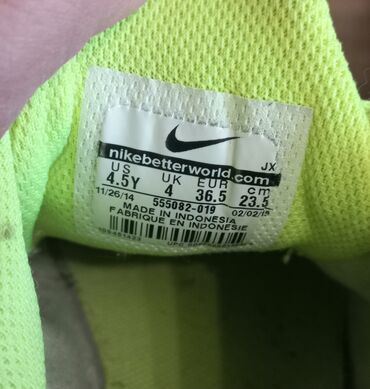 JX
nikebetterworld.com
US UK EUR cm
4.5Y 4 36.5 23.5
11/26/14 555082-019 02/02/15
MADE IN INDONESIA
FABRIQUE EN INDONESIE
UPC